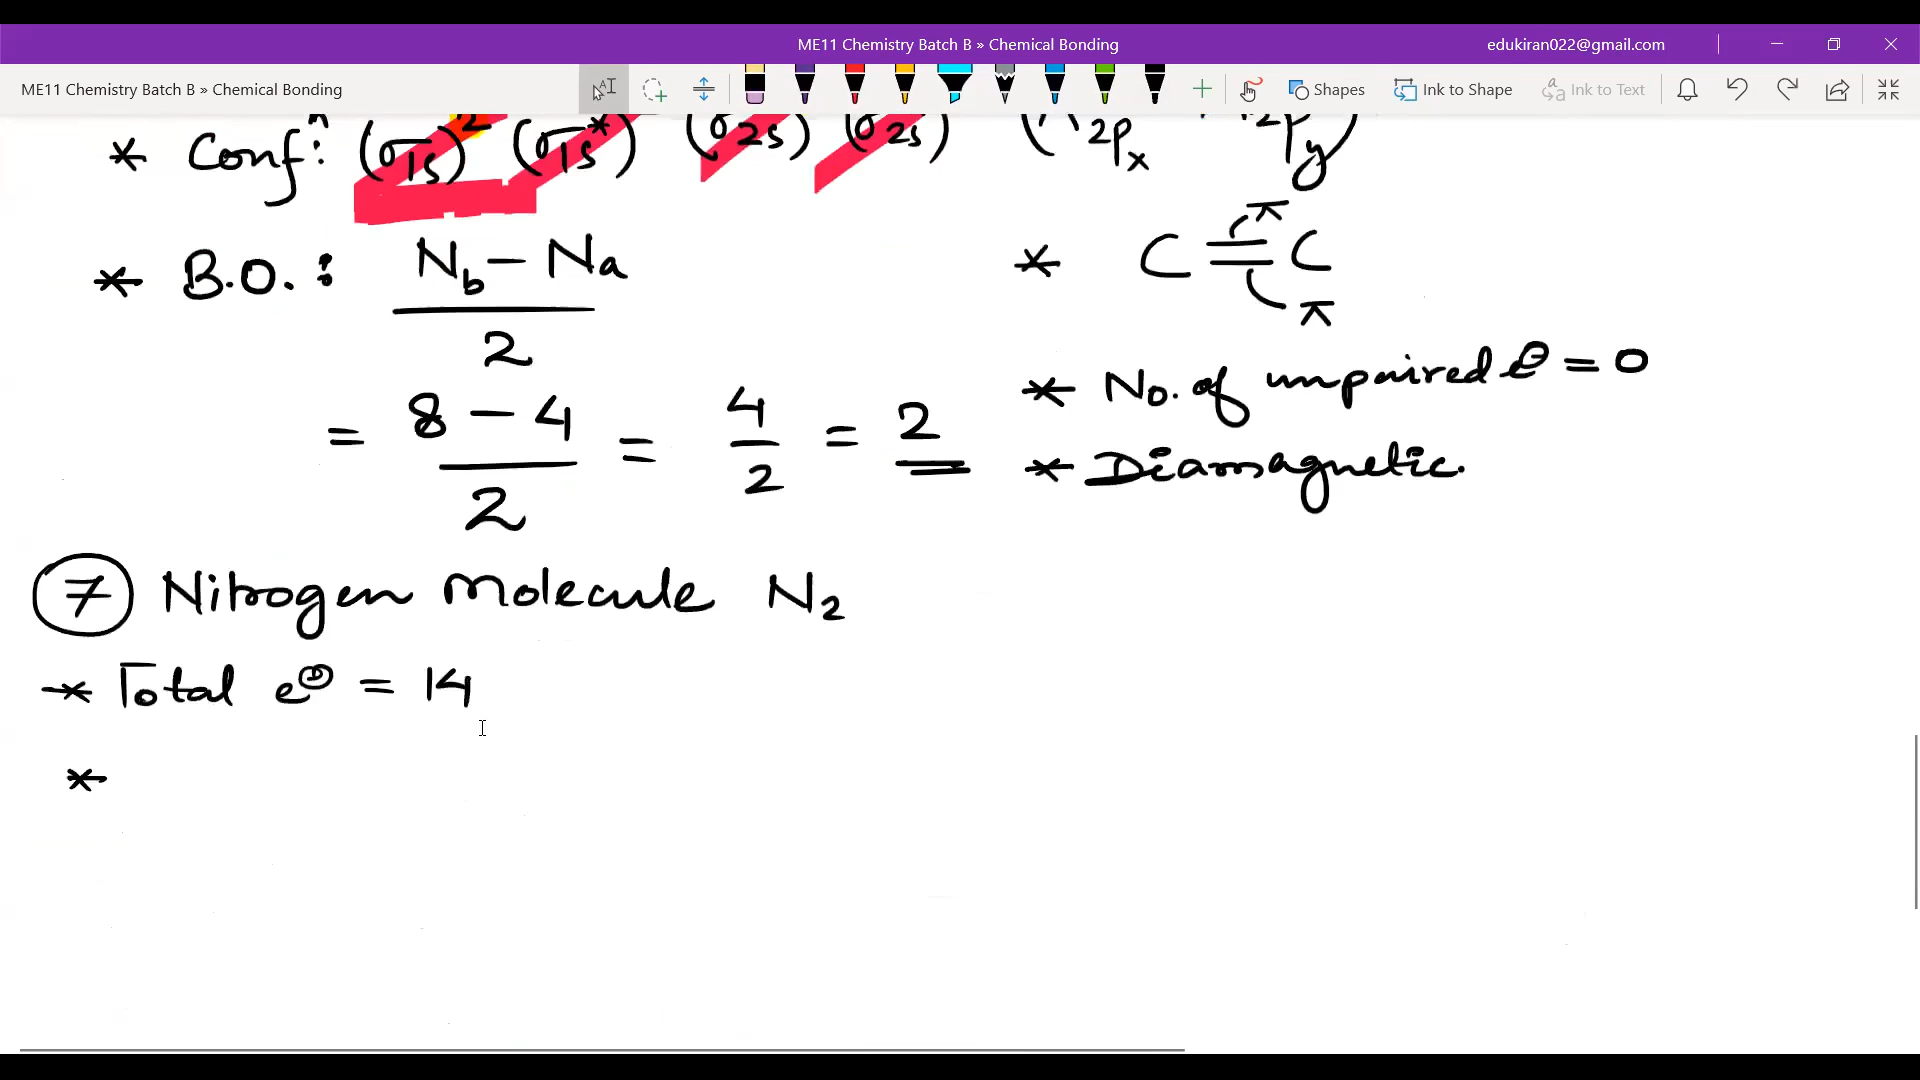 ME11 Chemistry Batch B » Chemical Bonding
edukiran022@gmail.com
ME11 Chemistry Batch B » Chemical Bonding
Shapes
Ink to Shape
Ink to Text
* Conf: (σ1s)² (σ*1s) (σ2s) (σ2s) (π2px π2py)
* B.O. : Nb - Na / 2
= 8 - 4 / 2 = 4 / 2 = 2
π
* C = C
π
* No. of unpaired e⊖ = 0
* Diamagnetic.
7 Nitrogen Molecule N2
* Total e = 14
*